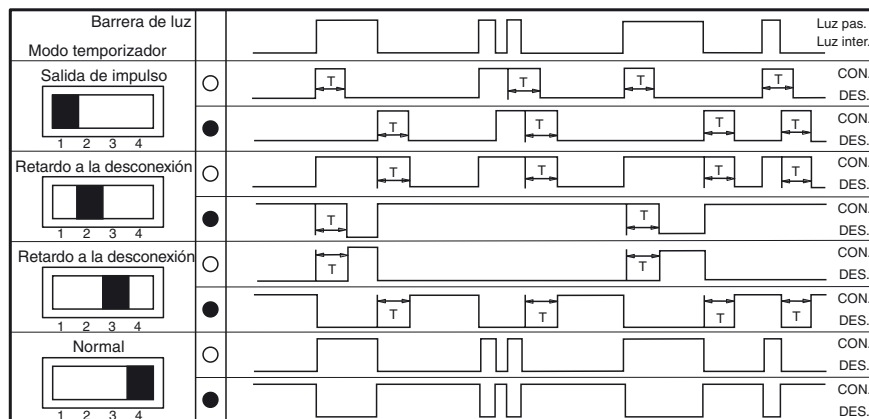 Barrera de luz
Luz pas.
Modo temporizador
Luz inter.
Salida de impulso
1 2 3 4
T T T T
CON.
DES.
T T T T
CON.
DES.
Retardo a la desconexión
1 2 3 4
T T T T
CON.
DES.
T T
CON.
DES.
Retardo a la desconexión
1 2 3 4
T T
CON.
DES.
T T T T
CON.
DES.
Normal
1 2 3 4
CON.
DES.
CON.
DES.